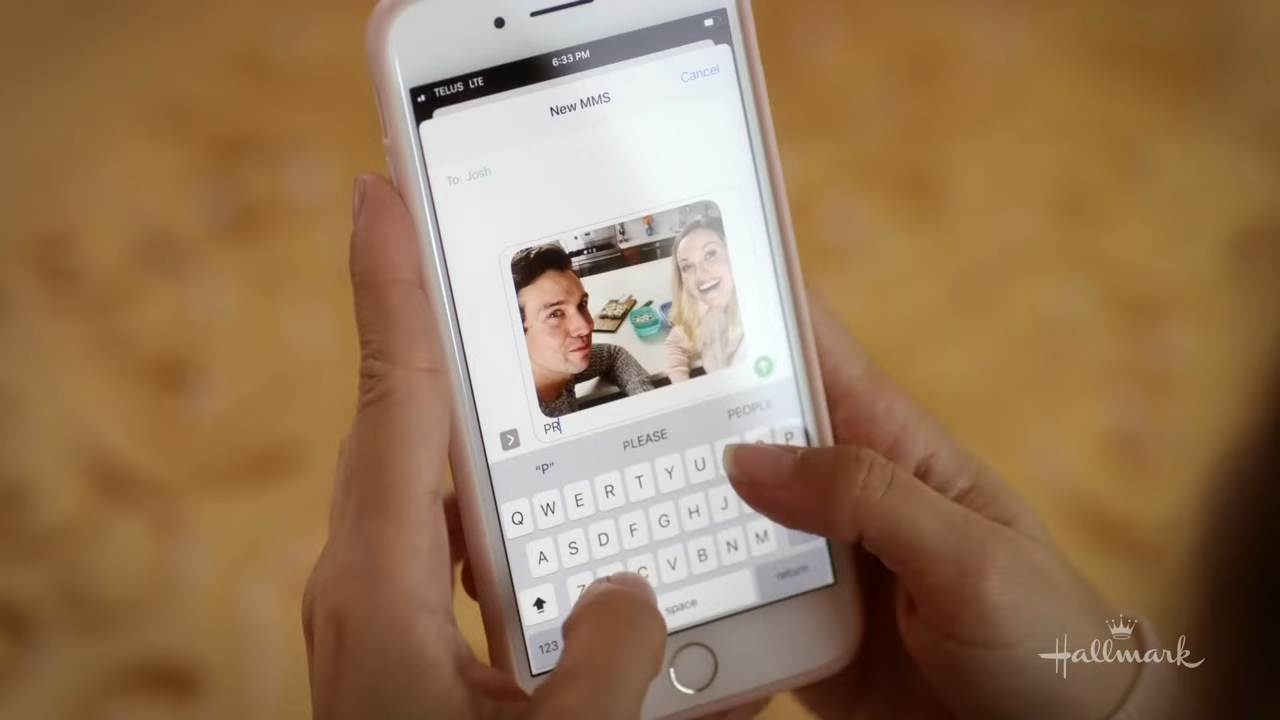 TELUS LTE
6:33 PM
New MMS
Cancel
To: Josh
PR
"P"
PLEASE
PEOPLE
Q W E R T Y U P
A S D F G H J
Z C V B N M
123
space
return
Hallmark